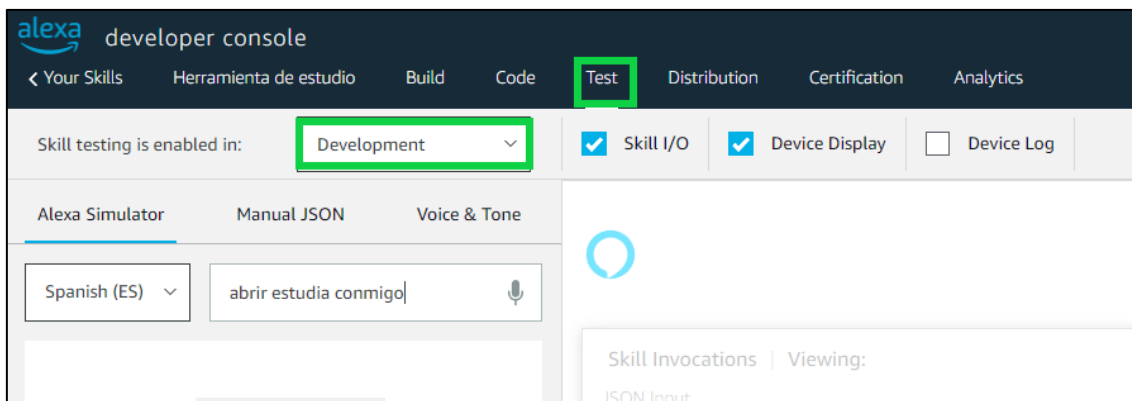 alexa developer console
Your Skills Herramienta de estudio Build Code Test Distribution Certification Analytics
Skill testing is enabled in: Development Skill I/O Device Display Device Log
Alexa Simulator Manual JSON Voice & Tone
Spanish (ES) abrir estudia conmigo
Skill Invocations | Viewing:
JSON Input